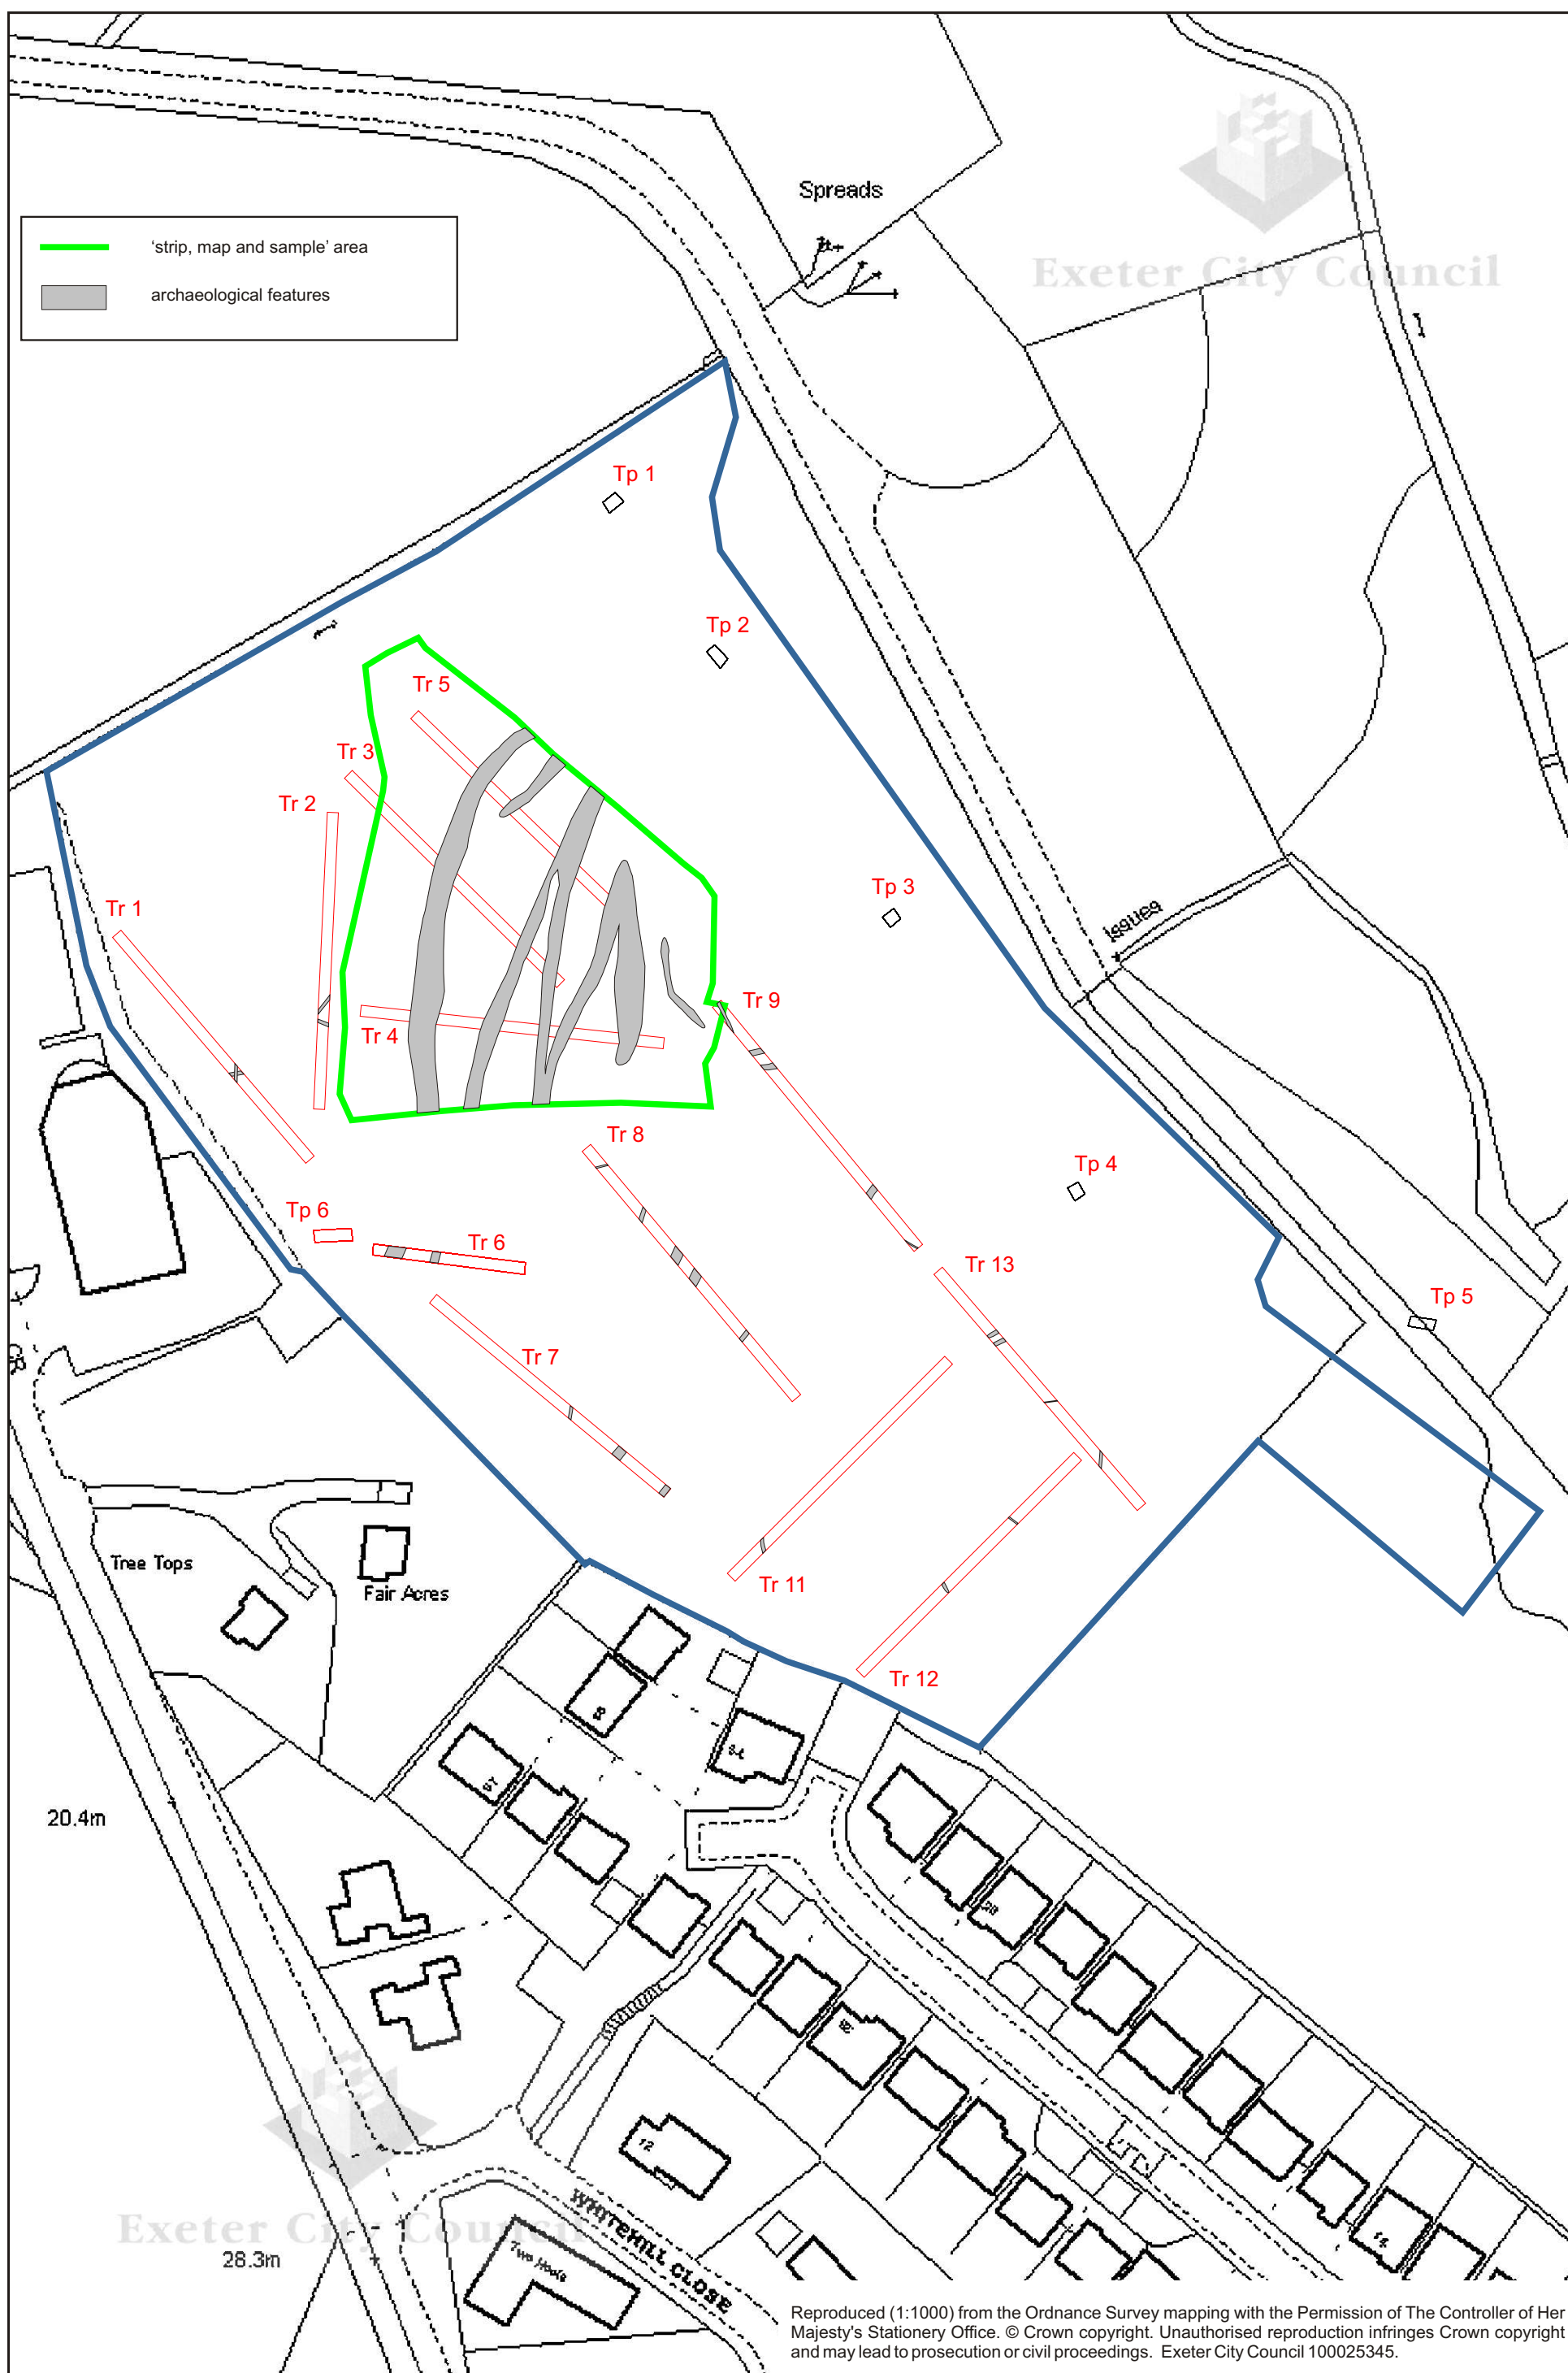 Spreads
Exeter City Council
'strip, map and sample' area
archaeological features
Tp 1
Tp 2
Tr 5
Tr 3
Tr 2
Tp 3
Tr 1
Issues
Tr 9
Tr 4
Tr 8
Tp 4
Tp 6
Tr 6
Tr 13
Tp 5
Tr 7
Tr 11
Tree Tops
Fair Acres
Tr 12
20.4m
12
WHITEHILL CLOSE
Exeter City Council
28.3m
Reproduced (1:1000) from the Ordnance Survey mapping with the Permission of The Controller of Her
Majesty's Stationery Office. © Crown copyright. Unauthorised reproduction infringes Crown copyright
and may lead to prosecution or civil proceedings. Exeter City Council 100025345.